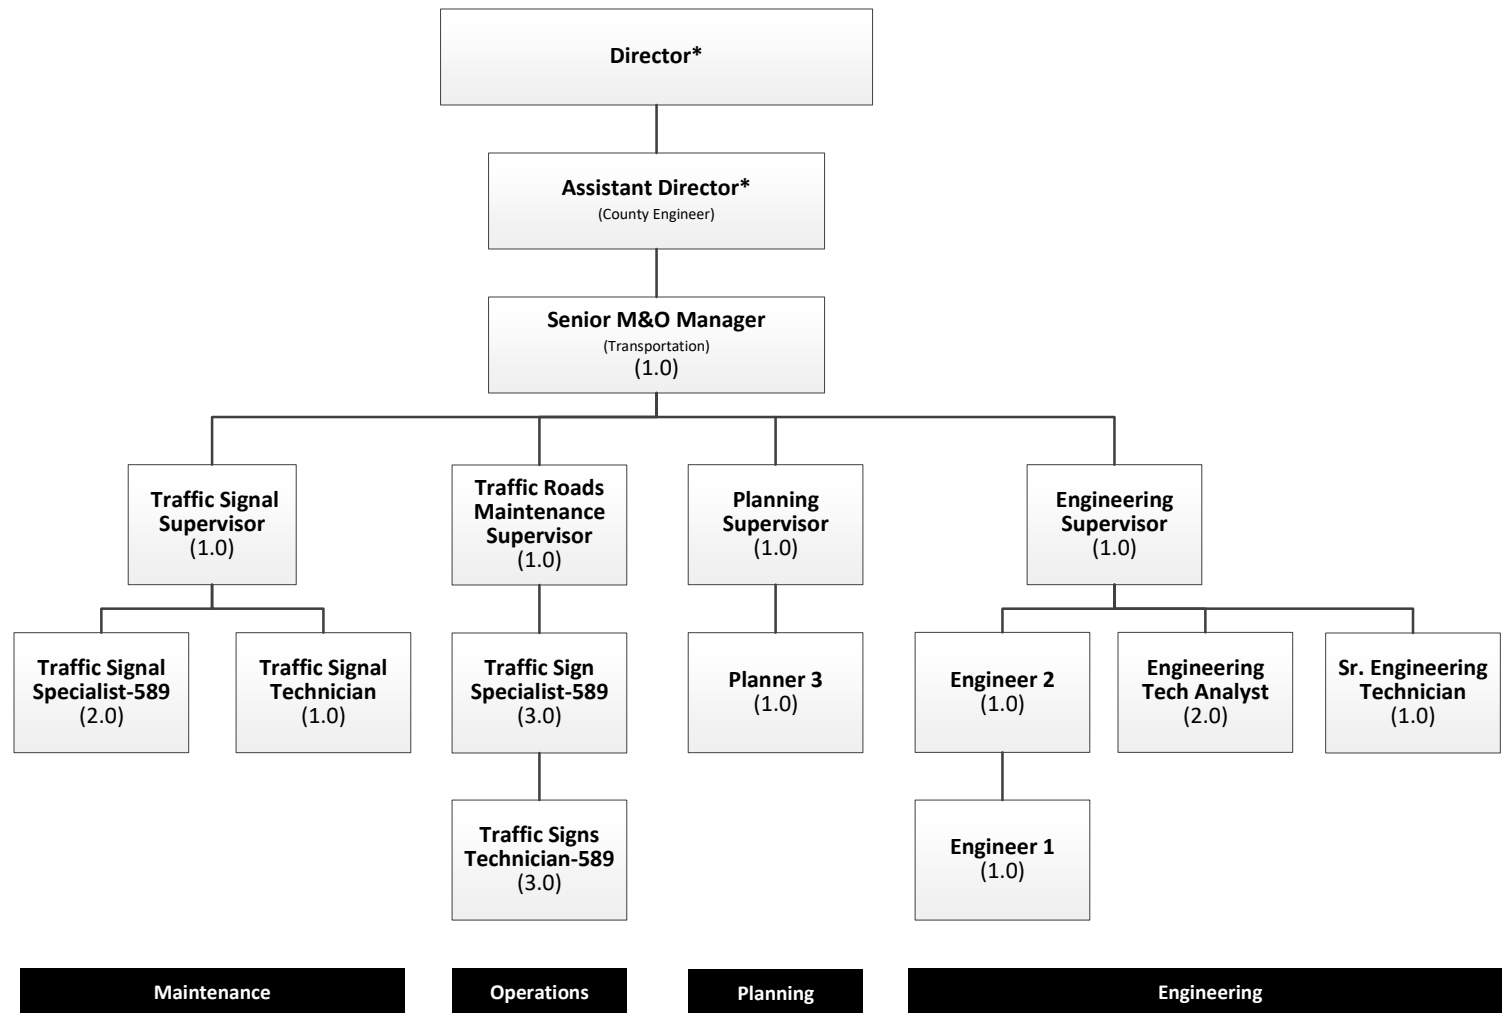 Director*
Assistant Director*
(County Engineer)
Senior M&O Manager
(Transportation)
(1.0)
Traffic Signal
Supervisor
(1.0)
Traffic Roads
Maintenance
Supervisor
(1.0)
Planning
Supervisor
(1.0)
Engineering
Supervisor
(1.0)
Traffic Signal
Specialist-589
(2.0)
Traffic Signal
Technician
(1.0)
Traffic Sign
Specialist-589
(3.0)
Planner 3
(1.0)
Engineer 2
(1.0)
Engineering
Tech Analyst
(2.0)
Sr. Engineering
Technician
(1.0)
Traffic Signs
Technician-589
(3.0)
Engineer 1
(1.0)
Maintenance
Operations
Planning
Engineering